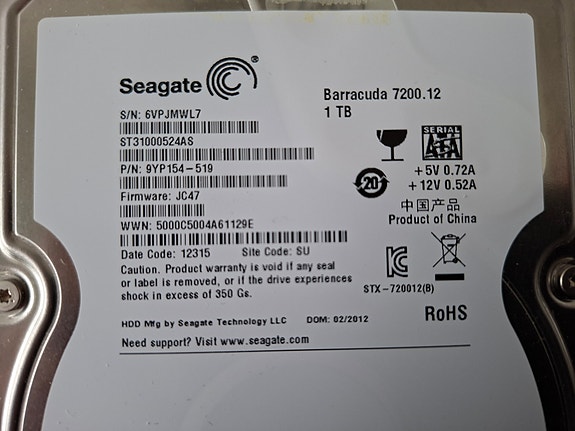 Seagate
®
S/N: 6VPJMWL7
ST31000524AS
P/N: 9YP154-519
Firmware: JC47
WWN: 5000C5004A61129E
Date Code: 12315 Site Code: SU
Caution. Product warranty is void if any seal
or label is removed, or if the drive experiences
shock in excess of 350 Gs.
HDD Mfg by Seagate Technology LLC DOM: 02/2012
Need support? Visit www.seagate.com
Barracuda 7200.12
1 TB
SERIAL
ATA
20
+5V 0.72A
+12V 0.52A
中国产品
Product of China
STX-720012(B)
RoHS